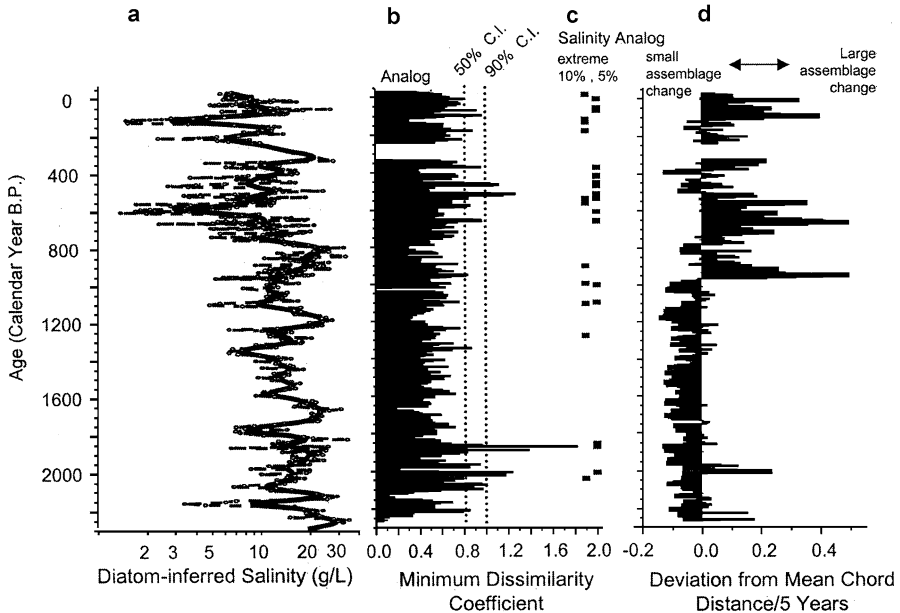 a
b
c
d
50% C.I.
90% C.I.
Analog
Salinity Analog
extreme
10% , 5%
small
assemblage
change
Large
assemblage
change
Age (Calendar Year B.P.)
0
400
800
1200
1600
2000
2 3 5 10 20 30
Diatom-inferred Salinity (g/L)
0.0 0.4 0.8 1.2 1.6 2.0
Minimum Dissimilarity
Coefficient
-0.2 0.0 0.2 0.4
Deviation from Mean Chord
Distance/5 Years